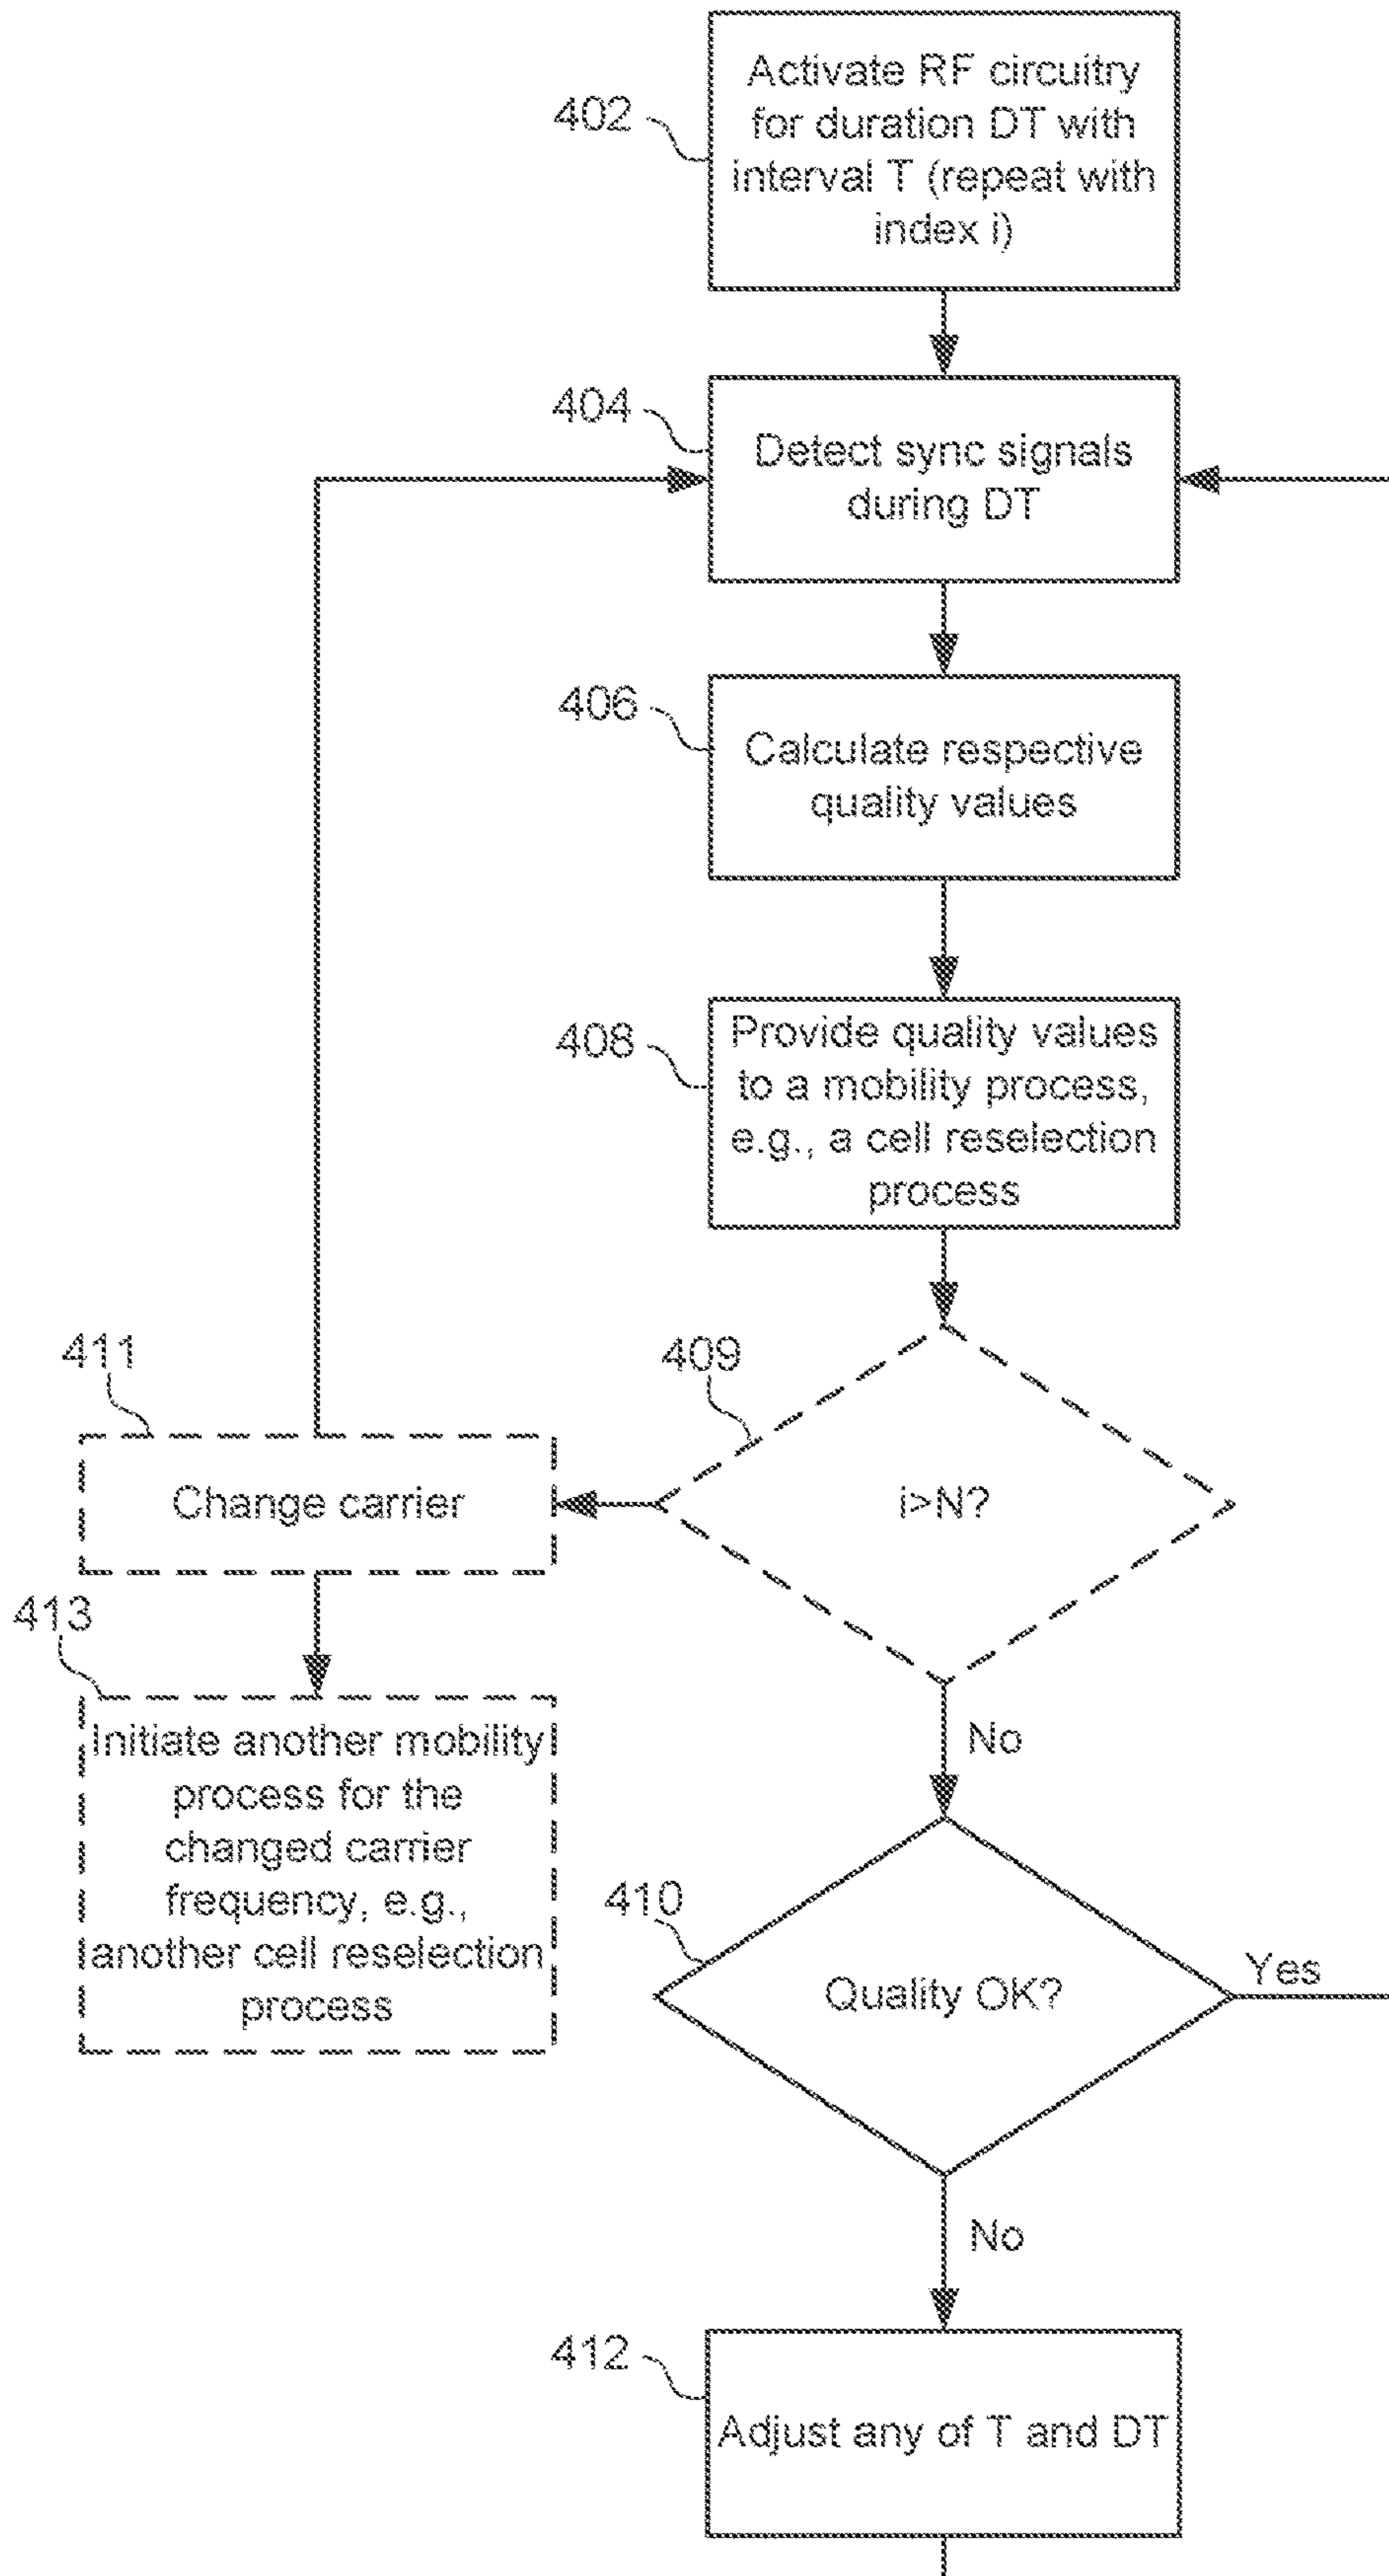 402
Activate RF circuitry
for duration DT with
interval T (repeat with
index i)
404
Detect sync signals
during DT
406
Calculate respective
quality values
408
Provide quality values
to a mobility process,
e.g., a cell reselection
process
409
i>N?
411
Change carrier
413
Initiate another mobility
process for the
changed carrier
frequency, e.g.,
another cell reselection
process
No
410
Quality OK?
Yes
No
412
Adjust any of T and DT